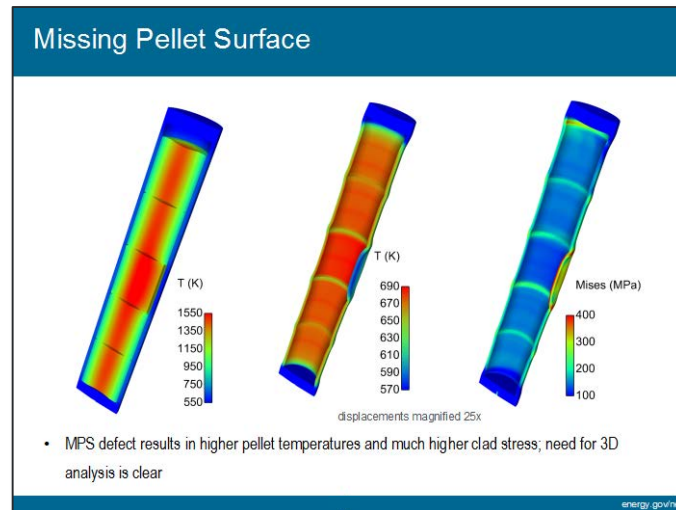 Missing Pellet Surface
T (K)
1550
1350
1150
950
750
550
T (K)
690
670
650
630
610
590
570
Mises (MPa)
400
300
200
100
displacements magnified 25x
• MPS defect results in higher pellet temperatures and much higher clad stress; need for 3D
analysis is clear